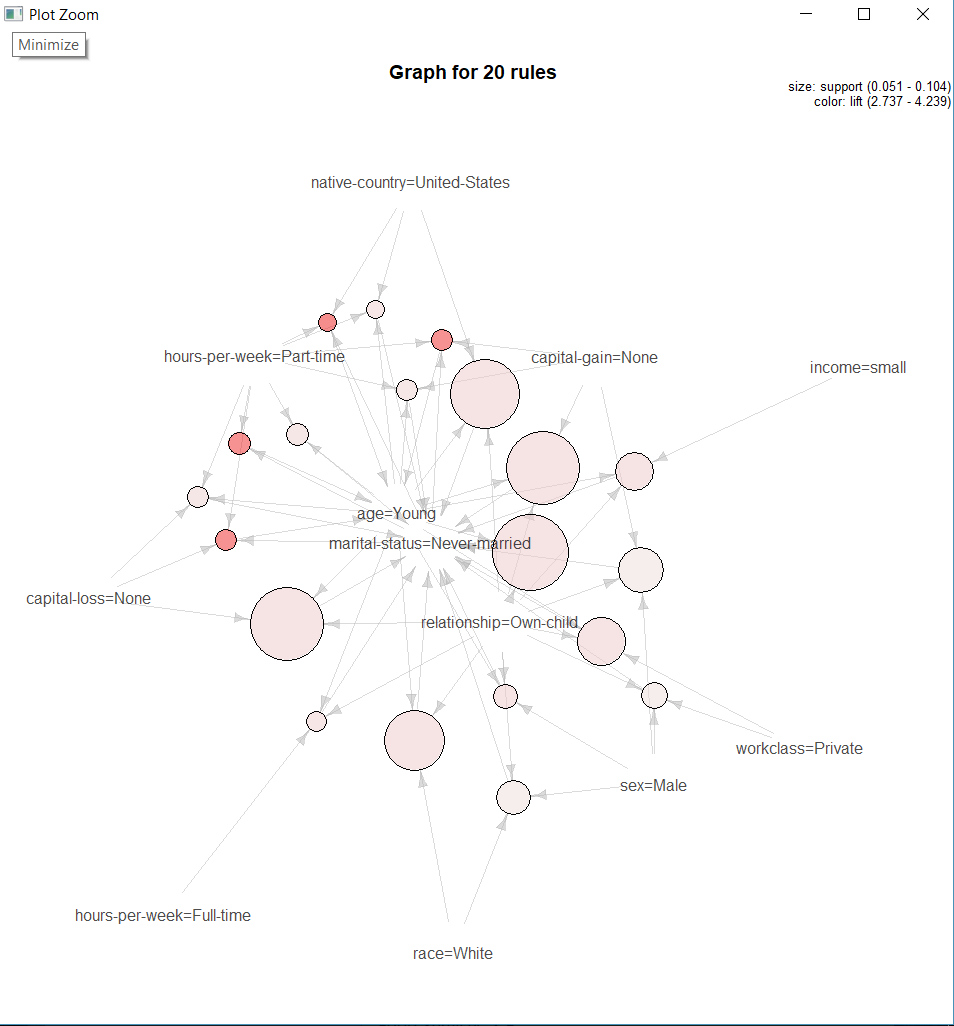 Plot Zoom
Minimize
Graph for 20 rules
size: support (0.051 - 0.104)
color: lift (2.737 - 4.239)
native-country=United-States
hours-per-week=Part-time
capital-gain=None
income=small
age=Young
marital-status=Never-married
capital-loss=None
relationship=Own-child
workclass=Private
sex=Male
hours-per-week=Full-time
race=White